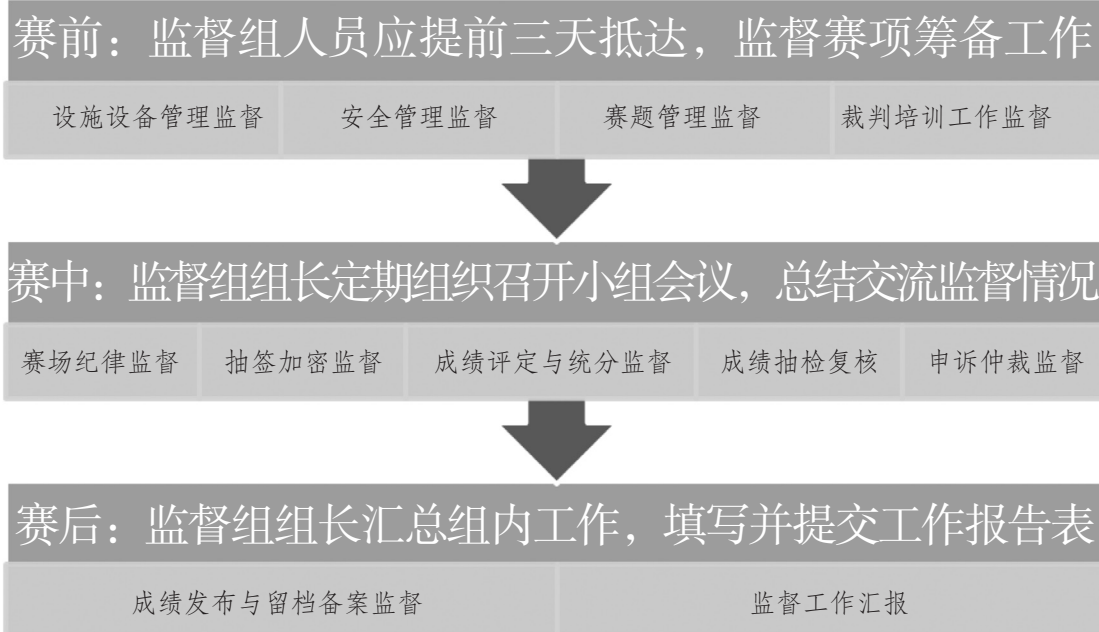 赛前：监督组人员应提前三天抵达，监督赛项筹备工作
设施设备管理监督 安全管理监督 赛题管理监督 裁判培训工作监督
赛中：监督组组长定期组织召开小组会议，总结交流监督情况
赛场纪律监督 抽签加密监督 成绩评定与统分监督 成绩抽检复核 申诉仲裁监督
赛后：监督组组长汇总组内工作，填写并提交工作报告表
成绩发布与留档备案监督 监督工作汇报